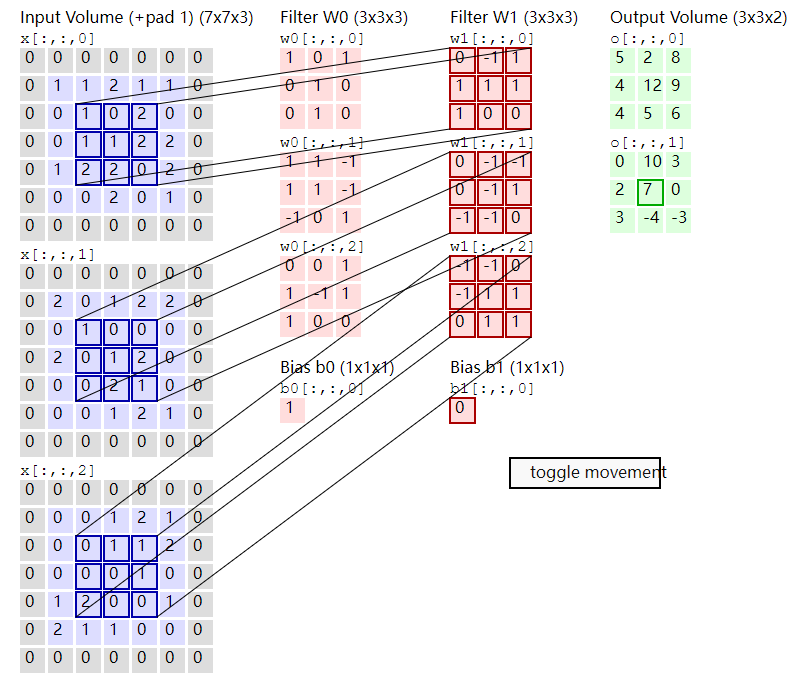 Input Volume (+pad 1) (7x7x3)
x[:,:,0]
0 0 0 0 0 0 0
0 1 1 2 1 1 0
0 0 1 0 2 0 0
0 0 1 1 2 2 0
0 1 2 2 0 2 0
0 0 0 2 0 1 0
0 0 0 0 0 0 0
x[:,:,1]
0 0 0 0 0 0 0
0 2 0 1 2 2 0
0 0 1 0 0 0 0
0 2 0 1 2 0 0
0 0 0 2 1 0 0
0 0 0 1 2 1 0
0 0 0 0 0 0 0
x[:,:,2]
0 0 0 0 0 0 0
0 0 0 1 2 1 0
0 0 0 1 1 2 0
0 0 0 0 1 0 0
0 1 2 0 0 1 0
0 2 1 1 0 0 0
0 0 0 0 0 0 0
Filter W0 (3x3x3)
w0[:,:,0]
1 0 1
0 1 0
0 1 0
w0[:,:,1]
1 1 -1
1 1 -1
-1 0 1
w0[:,:,2]
0 0 1
1 -1 1
1 0 0
Bias b0 (1x1x1)
b0[:,:,0]
1
Filter W1 (3x3x3)
w1[:,:,0]
0 -1 1
1 1 1
1 0 0
w1[:,:,1]
0 -1 -1
0 -1 1
-1 -1 0
w1[:,:,2]
-1 -1 0
-1 1 1
0 1 1
Bias b1 (1x1x1)
b1[:,:,0]
0
Output Volume (3x3x2)
o[:,:,0]
5 2 8
4 12 9
4 5 6
o[:,:,1]
0 10 3
2 7 0
3 -4 -3
toggle movement